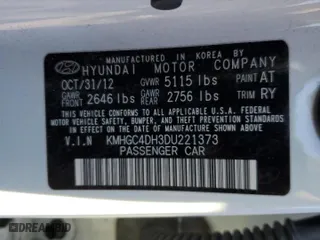 MANUFACTURED IN KOREA BY
HYUNDAI MOTOR COMPANY
OCT/31/12 GVWR 5115 lbs PAINT AT
GAWR FRONT 2646 lbs GAWR REAR 2756 lbs TRIM RY
THIS VEHICLE CONFORMS TO ALL APPLICABLE U.S.A. FEDERAL
MOTOR VEHICLE SAFETY, BUMPER, AND THEFT PREVENTION
STANDARDS IN EFFECT ON THE DATE OF MANUFACTURE
SHOWN ABOVE.
V.I.N KMHGC4DH3DU221373
PASSENGER CAR